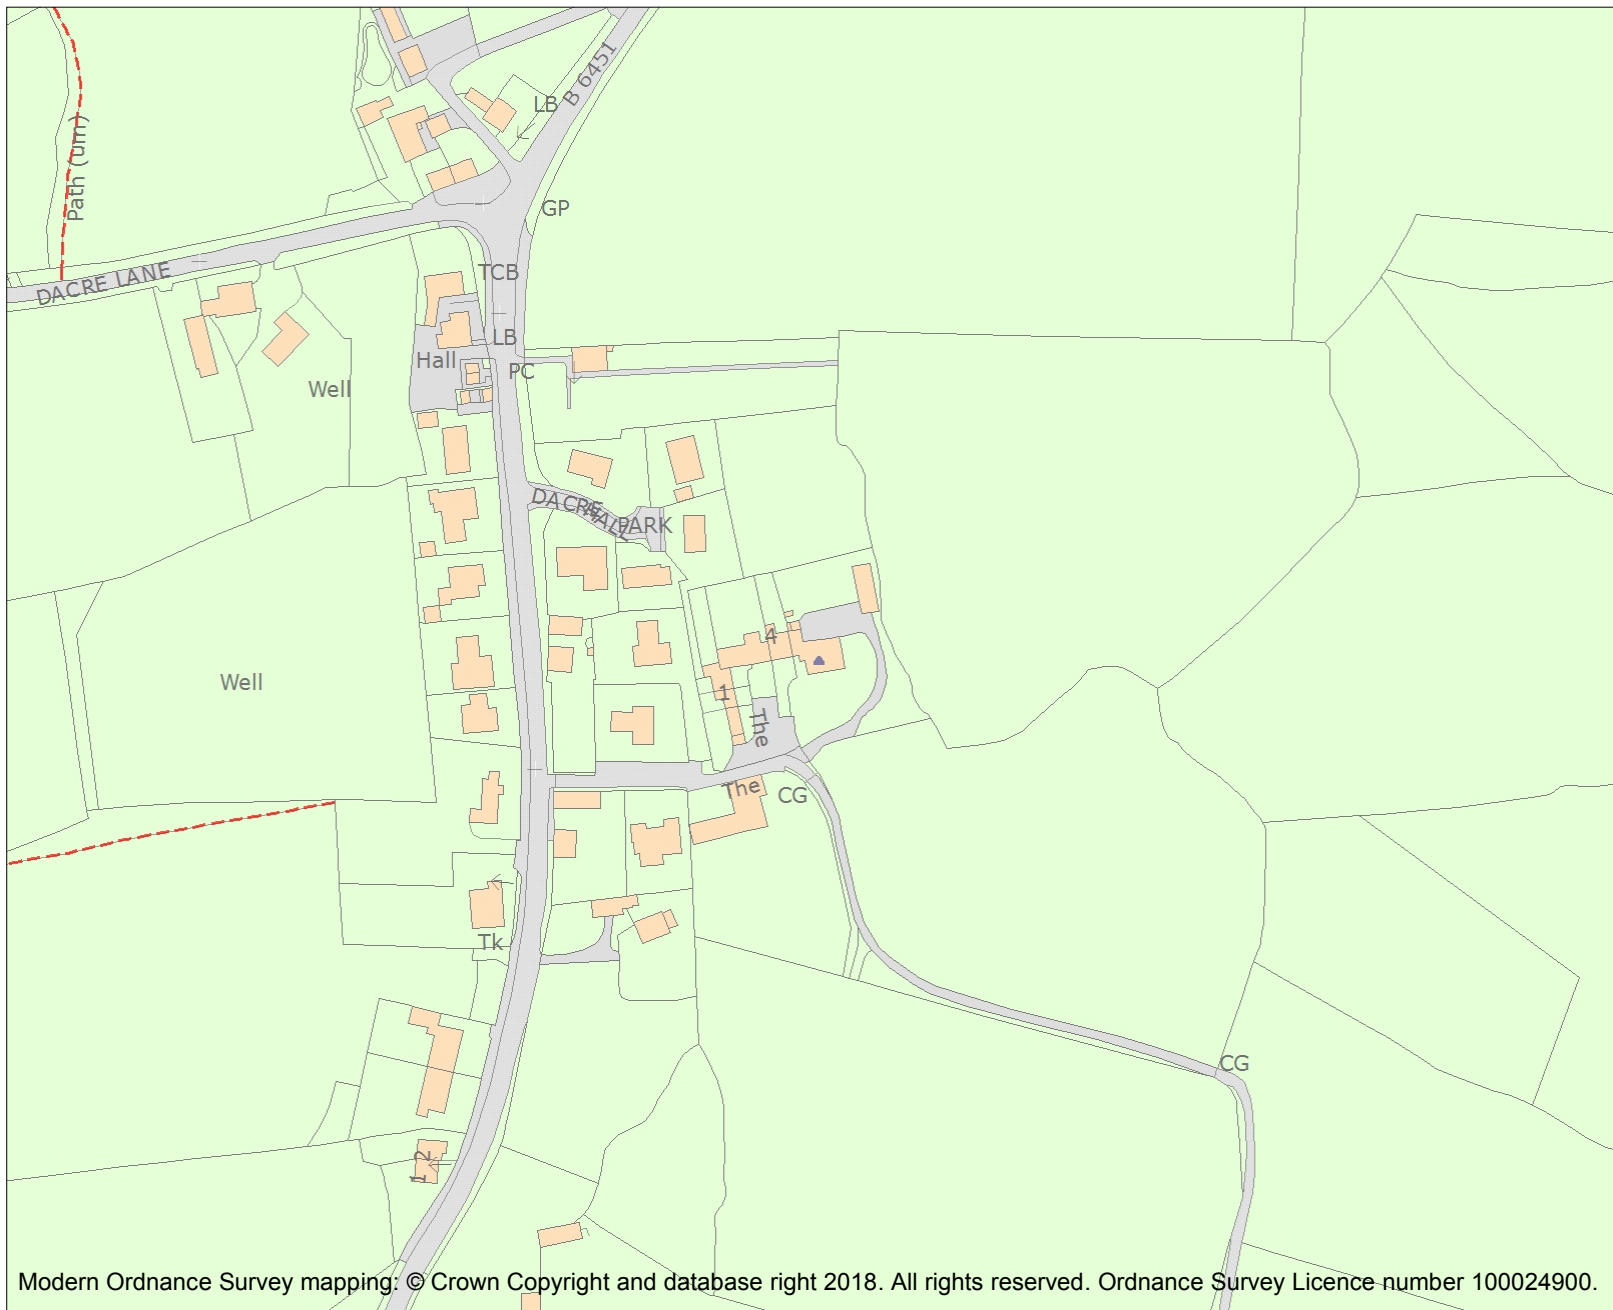 B 6451
LB
Path (um)
GP
DACRE LANE
TCB
LB
Hall
PC
Well
DACRE
HALL
PARK
4
Well
1
The
The
CG
Tk
CG
1 2
Modern Ordnance Survey mapping: © Crown Copyright and database right 2018. All rights reserved. Ordnance Survey Licence number 100024900.